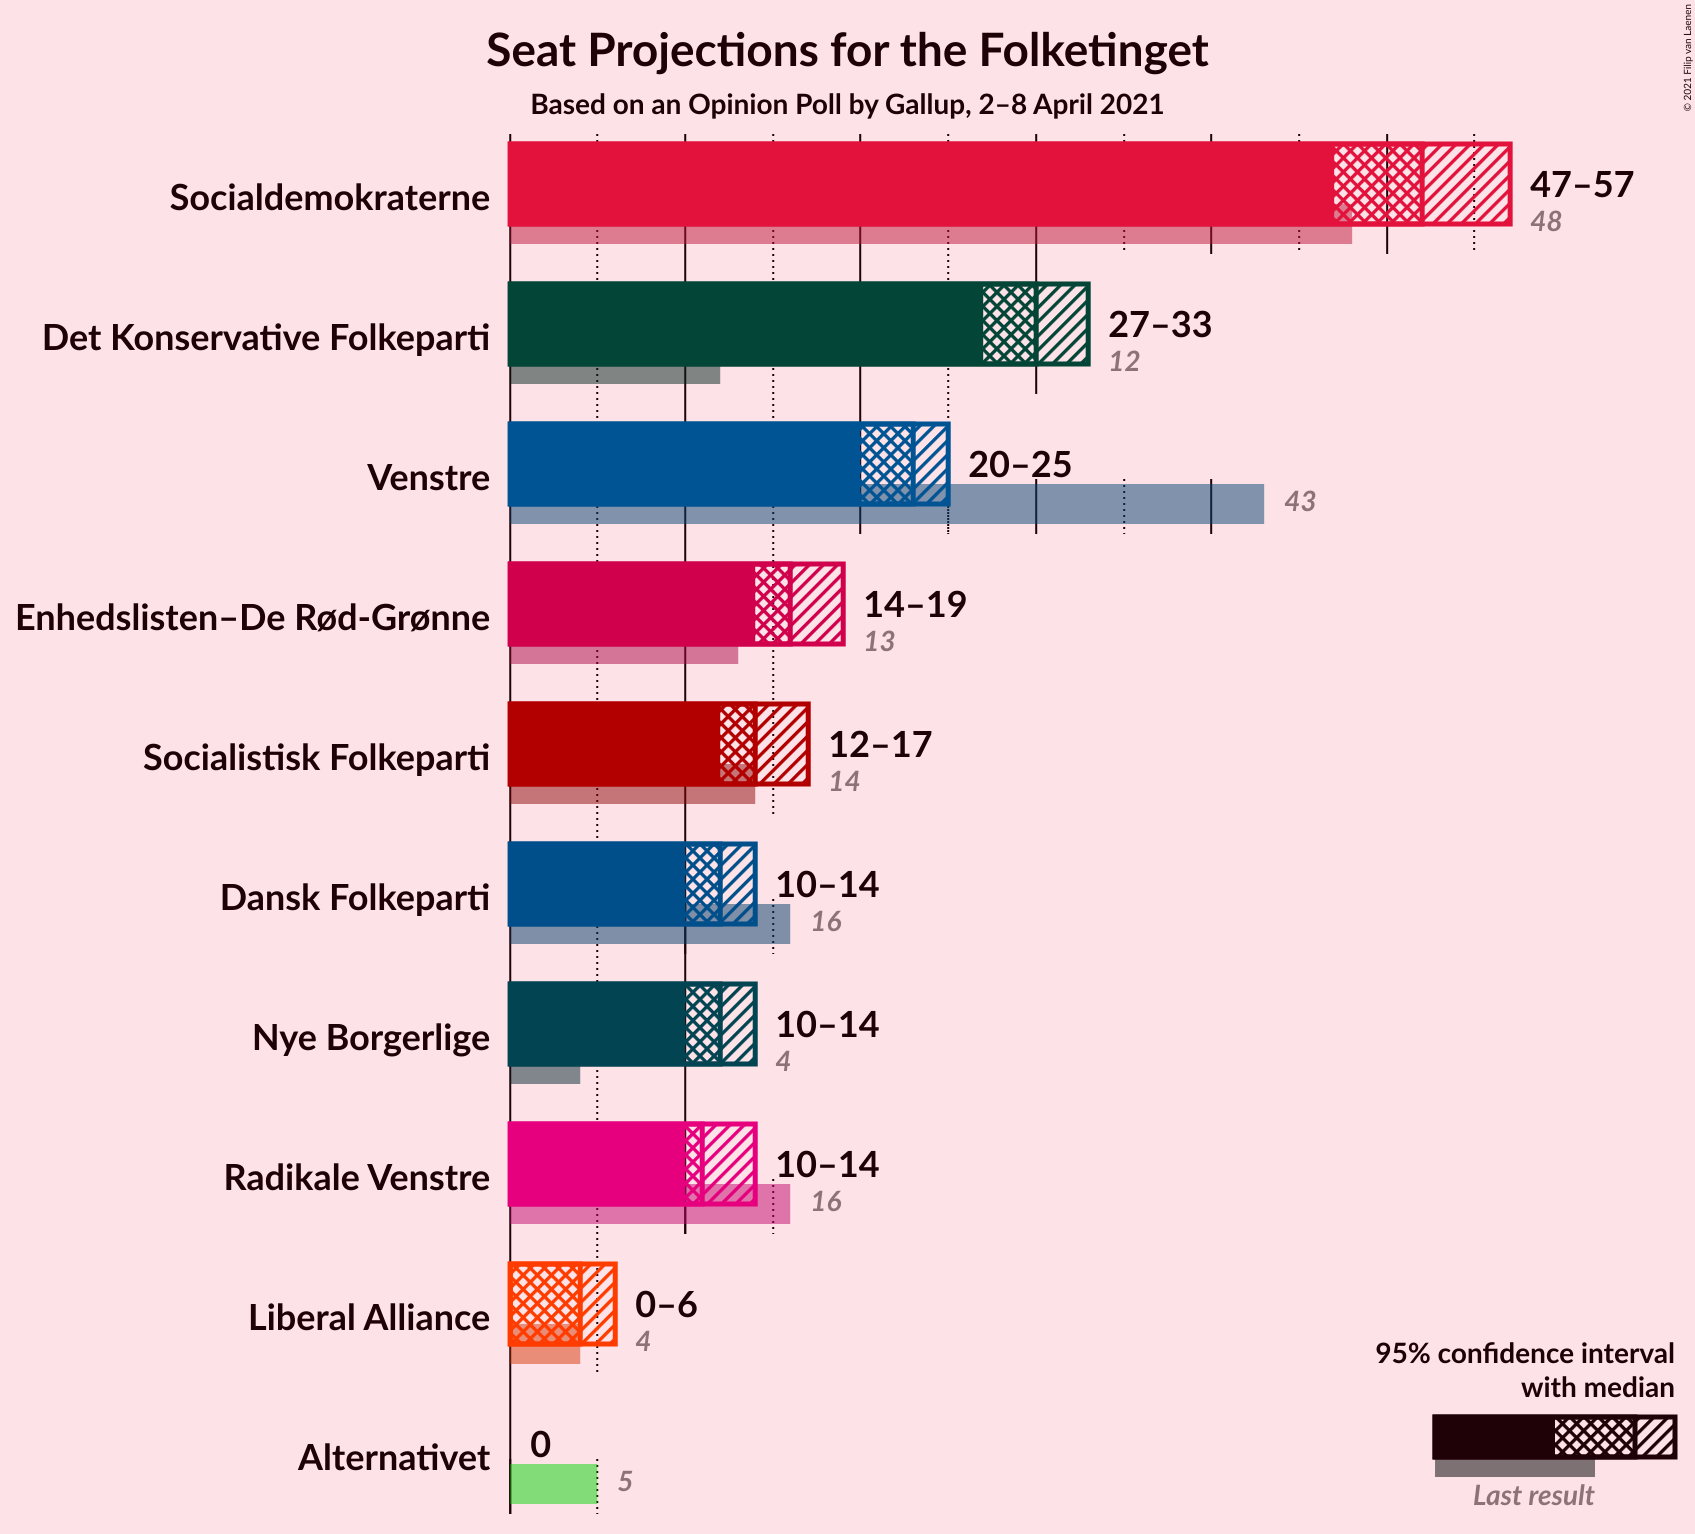 Seat Projections for the Folketinget
Based on an Opinion Poll by Gallup, 2–8 April 2021
© 2021 Filip van Laenen
Socialdemokraterne
47–57
48
Det Konservative Folkeparti
27–33
12
Venstre
20–25
43
Enhedslisten–De Rød-Grønne
14–19
13
Socialistisk Folkeparti
12–17
14
Dansk Folkeparti
10–14
16
Nye Borgerlige
10–14
4
Radikale Venstre
10–14
16
Liberal Alliance
0–6
4
Alternativet
0
5
95% confidence interval
with median
Last result